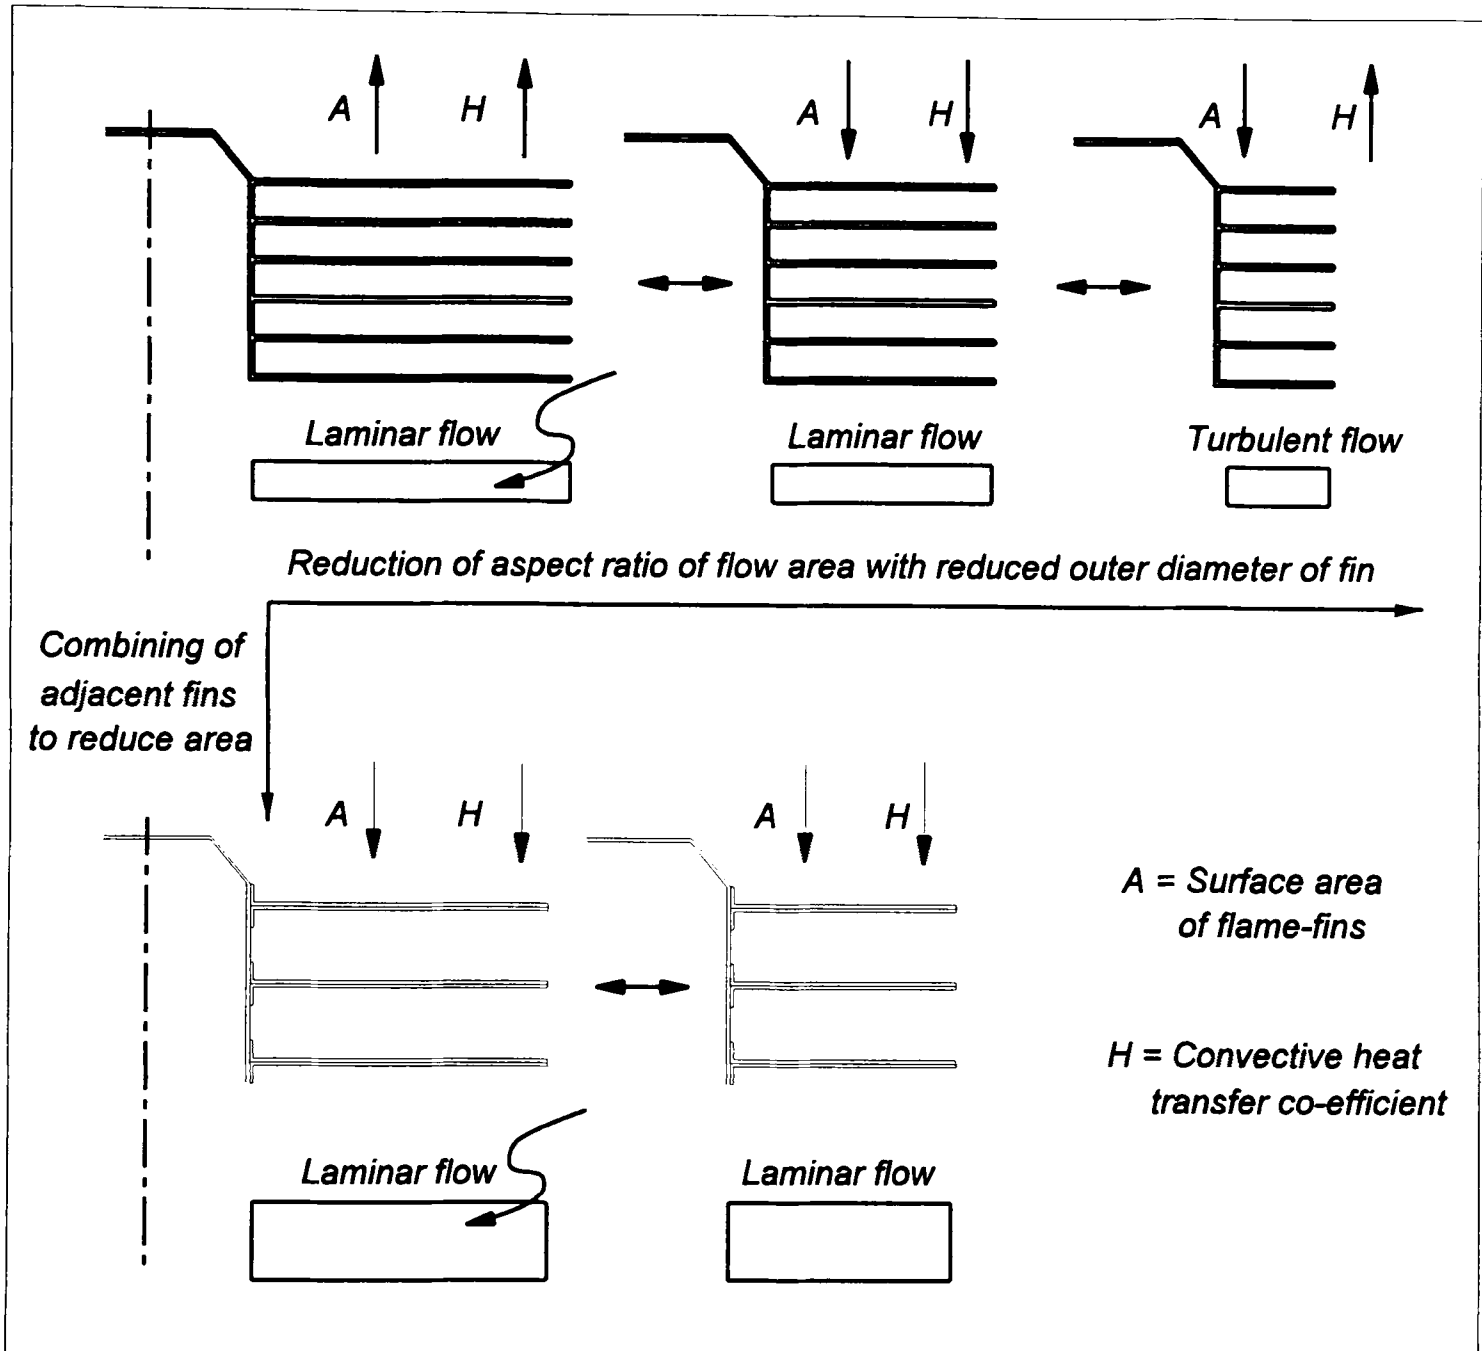 A H A H A H
Laminar flow Laminar flow Turbulent flow
Reduction of aspect ratio of flow area with reduced outer diameter of fin
Combining of
adjacent fins
to reduce area
A H A H
A = Surface area
of flame-fins
H = Convective heat
transfer co-efficient
Laminar flow Laminar flow